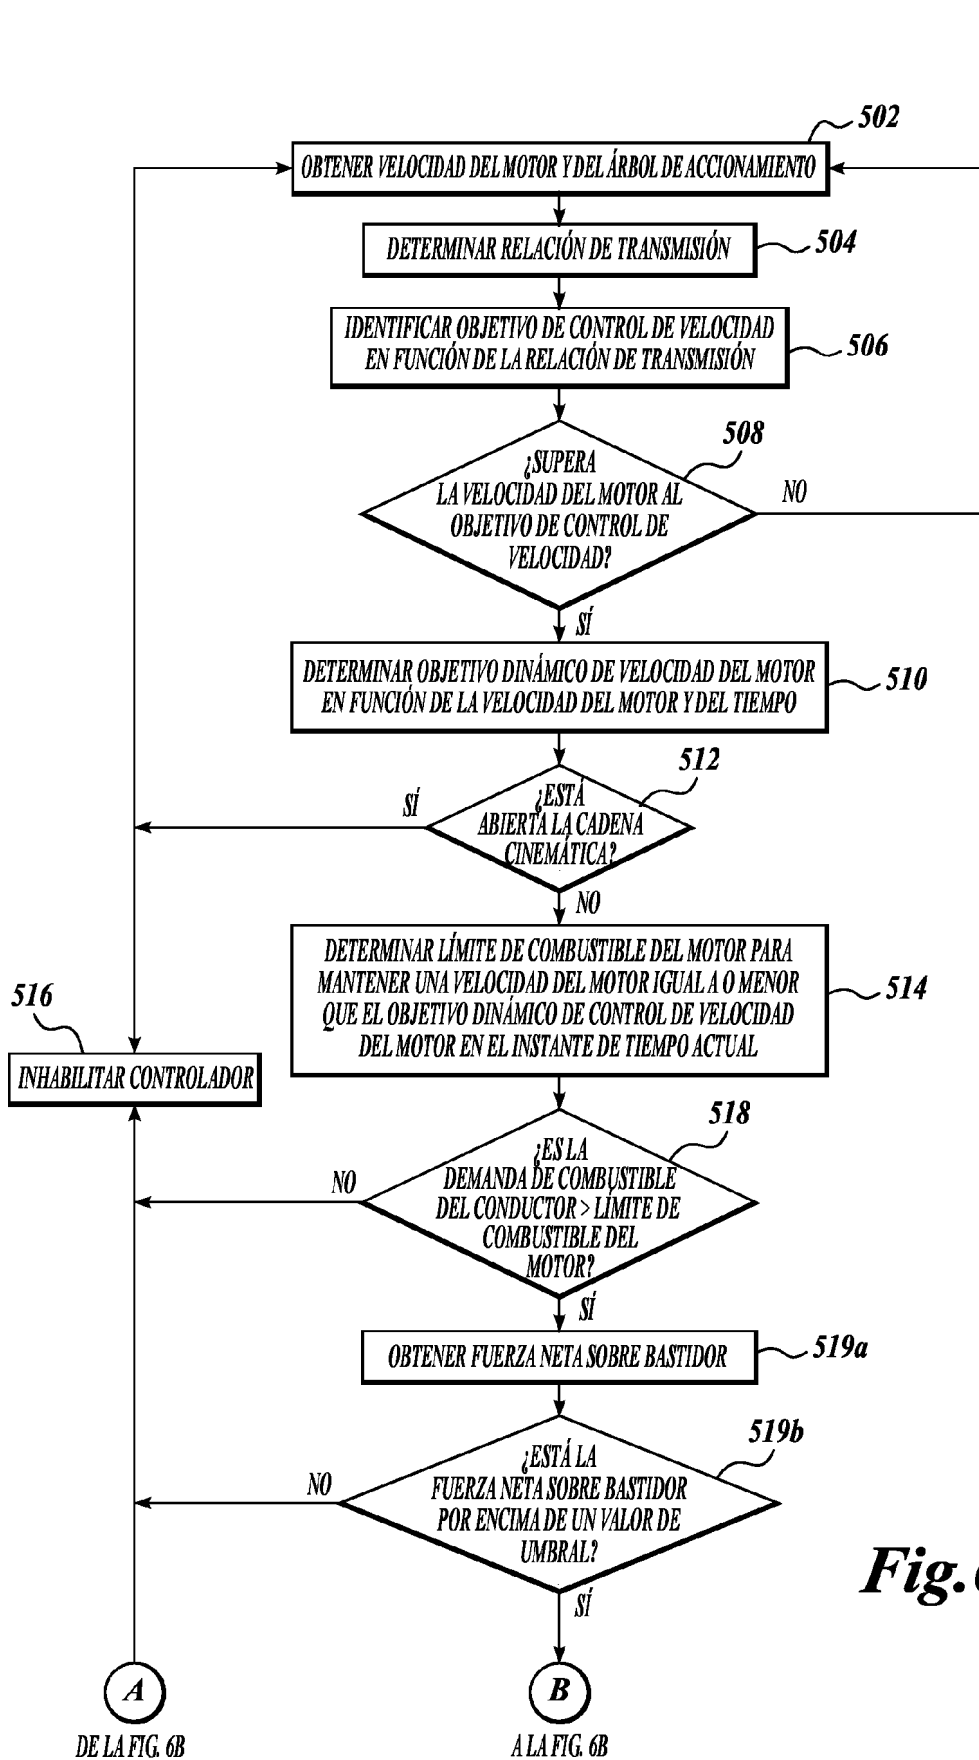 502
OBTENER VELOCIDAD DEL MOTOR Y DEL ÁRBOL DE ACCIONAMIENTO
DETERMINAR RELACIÓN DE TRANSMISIÓN
504
IDENTIFICAR OBJETIVO DE CONTROL DE VELOCIDAD
EN FUNCIÓN DE LA RELACIÓN DE TRANSMISIÓN
506
508
¿SUPERA
LA VELOCIDAD DEL MOTOR AL
OBJETIVO DE CONTROL DE
VELOCIDAD?
NO
SÍ
DETERMINAR OBJETIVO DINÁMICO DE VELOCIDAD DEL MOTOR
EN FUNCIÓN DE LA VELOCIDAD DEL MOTOR Y DEL TIEMPO
510
512
¿ESTÁ
ABIERTA LA CADENA
CINEMÁTICA?
SÍ
NO
DETERMINAR LÍMITE DE COMBUSTIBLE DEL MOTOR PARA
MANTENER UNA VELOCIDAD DEL MOTOR IGUAL A O MENOR
QUE EL OBJETIVO DINÁMICO DE CONTROL DE VELOCIDAD
DEL MOTOR EN EL INSTANTE DE TIEMPO ACTUAL
514
516
INHABILITAR CONTROLADOR
518
¿ES LA
DEMANDA DE COMBUSTIBLE
DEL CONDUCTOR > LÍMITE DE
COMBUSTIBLE DEL
MOTOR?
NO
SÍ
OBTENER FUERZA NETA SOBRE BASTIDOR
519a
519b
¿ESTÁ LA
FUERZA NETA SOBRE BASTIDOR
POR ENCIMA DE UN VALOR DE
UMBRAL?
NO
SÍ
Fig.
A
DE LA FIG. 6B
B
A LA FIG. 6B